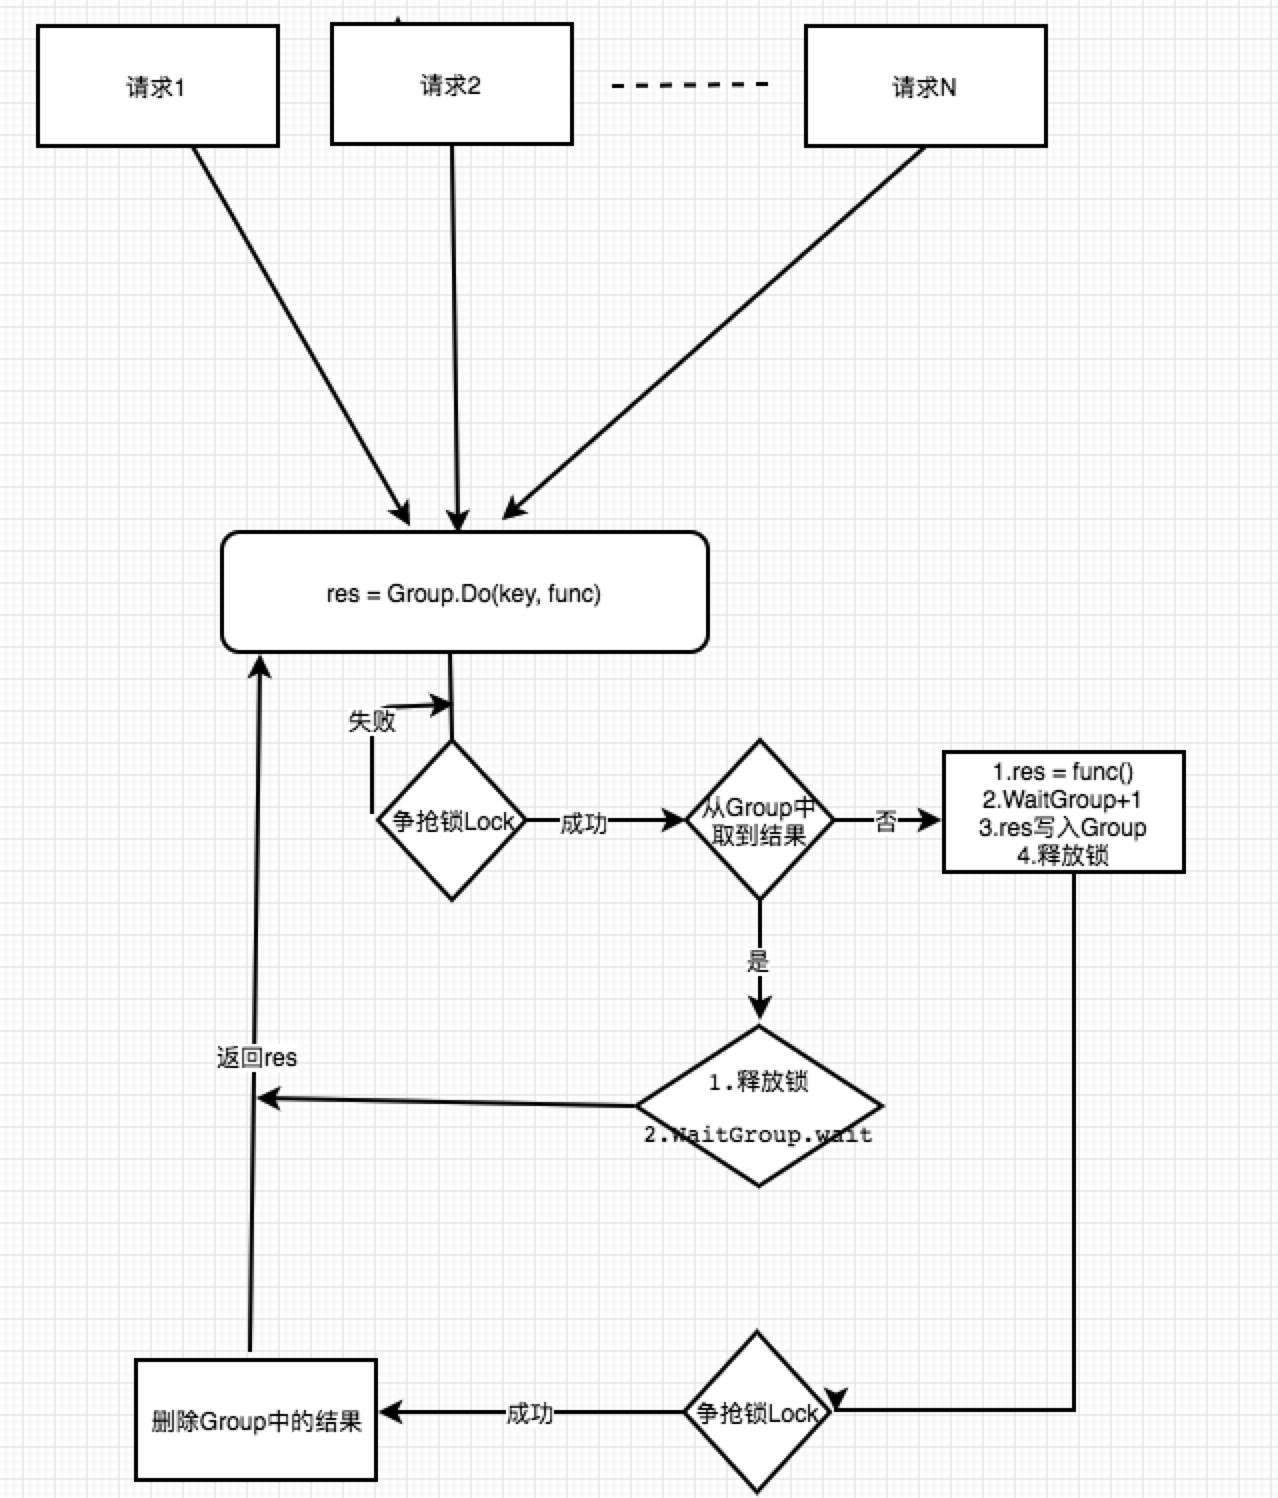 请求1
请求2
请求N
res = Group.Do(key, func)
失败
争抢锁Lock
成功
从Group中
取到结果
否
1.res = func()
2.WaitGroup+1
3.res写入Group
4.释放锁
是
返回res
1.释放锁
2.WaitGroup.wait
删除Group中的结果
成功
争抢锁Lock